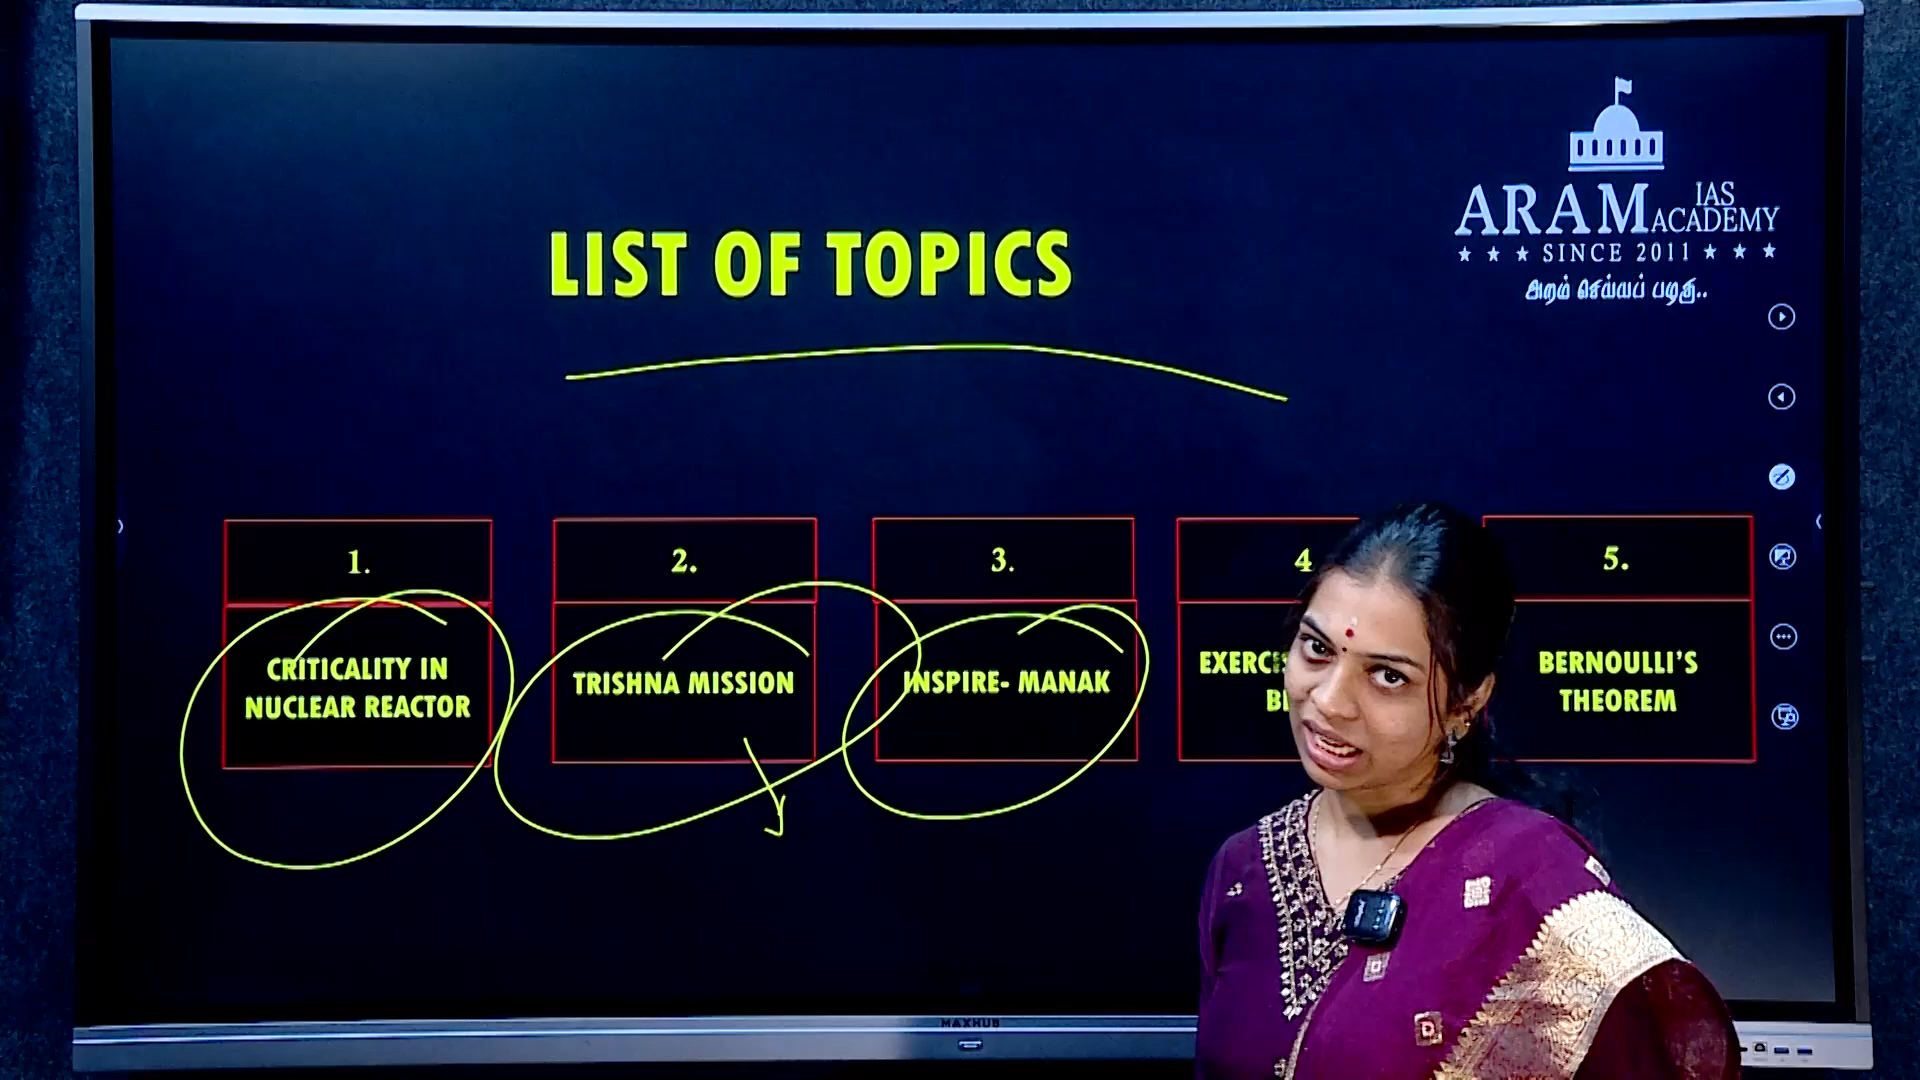 ARAM IAS ACADEMY
★ ★ ★ SINCE 2011 ★ ★ ★
அறம் செய்யப் படிது..
LIST OF TOPICS
1.
CRITICALITY IN
NUCLEAR REACTOR
2.
TRISHNA MISSION
3.
INSPIRE- MANAK
4
5.
BERNOULLI'S
THEOREM
MAXHUB